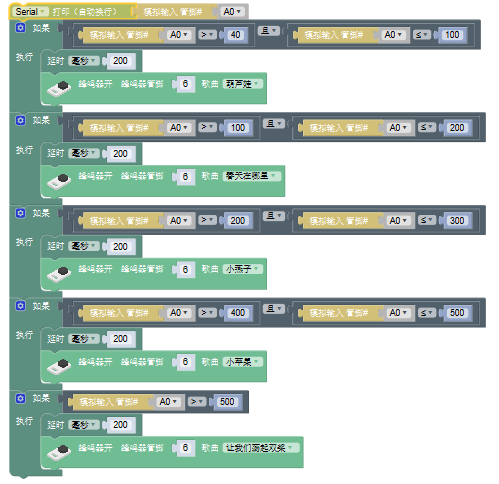 Serial 打印（自动换行） 模拟输入 管脚# A0
如果 模拟输入 管脚# A0 > 40 且 模拟输入 管脚# A0 ≤ 100
执行 延时 毫秒 200
蜂鸣器开 蜂鸣器管脚 6 歌曲 葫芦娃
如果 模拟输入 管脚# A0 > 100 且 模拟输入 管脚# A0 ≤ 200
执行 延时 毫秒 200
蜂鸣器开 蜂鸣器管脚 6 歌曲 春天在哪里
如果 模拟输入 管脚# A0 > 200 且 模拟输入 管脚# A0 ≤ 300
执行 延时 毫秒 200
蜂鸣器开 蜂鸣器管脚 6 歌曲 小燕子
如果 模拟输入 管脚# A0 > 400 且 模拟输入 管脚# A0 ≤ 500
执行 延时 毫秒 200
蜂鸣器开 蜂鸣器管脚 6 歌曲 小苹果
如果 模拟输入 管脚# A0 > 500
执行 延时 毫秒 200
蜂鸣器开 蜂鸣器管脚 6 歌曲 让我们荡起双桨